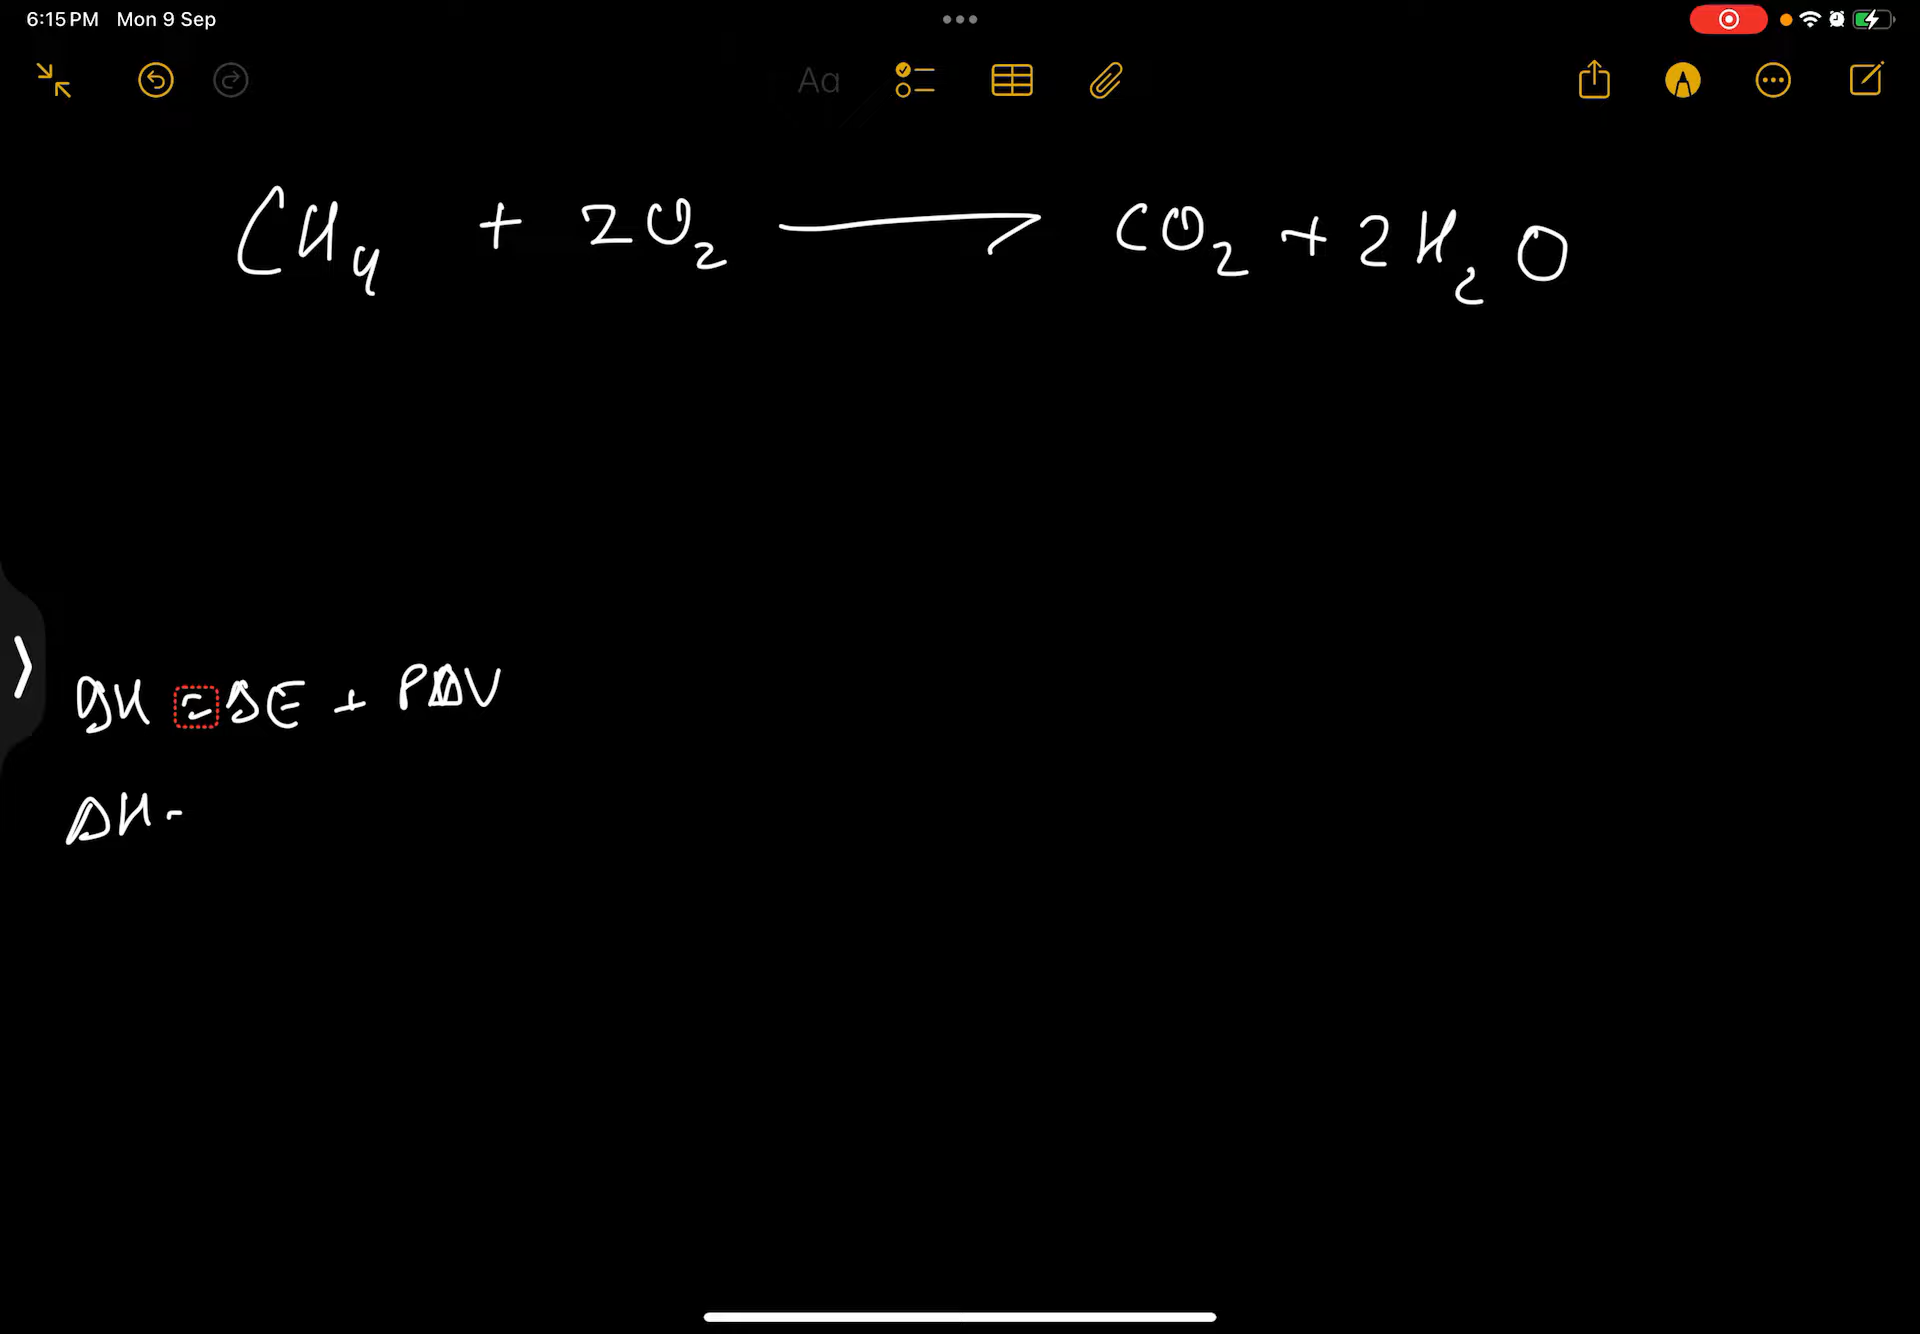 6:15 PM Mon 9 Sep
Aa
CH₄ + 2O₂ → CO₂ + 2H₂O
ΔH = ΔE + PΔV
ΔH -